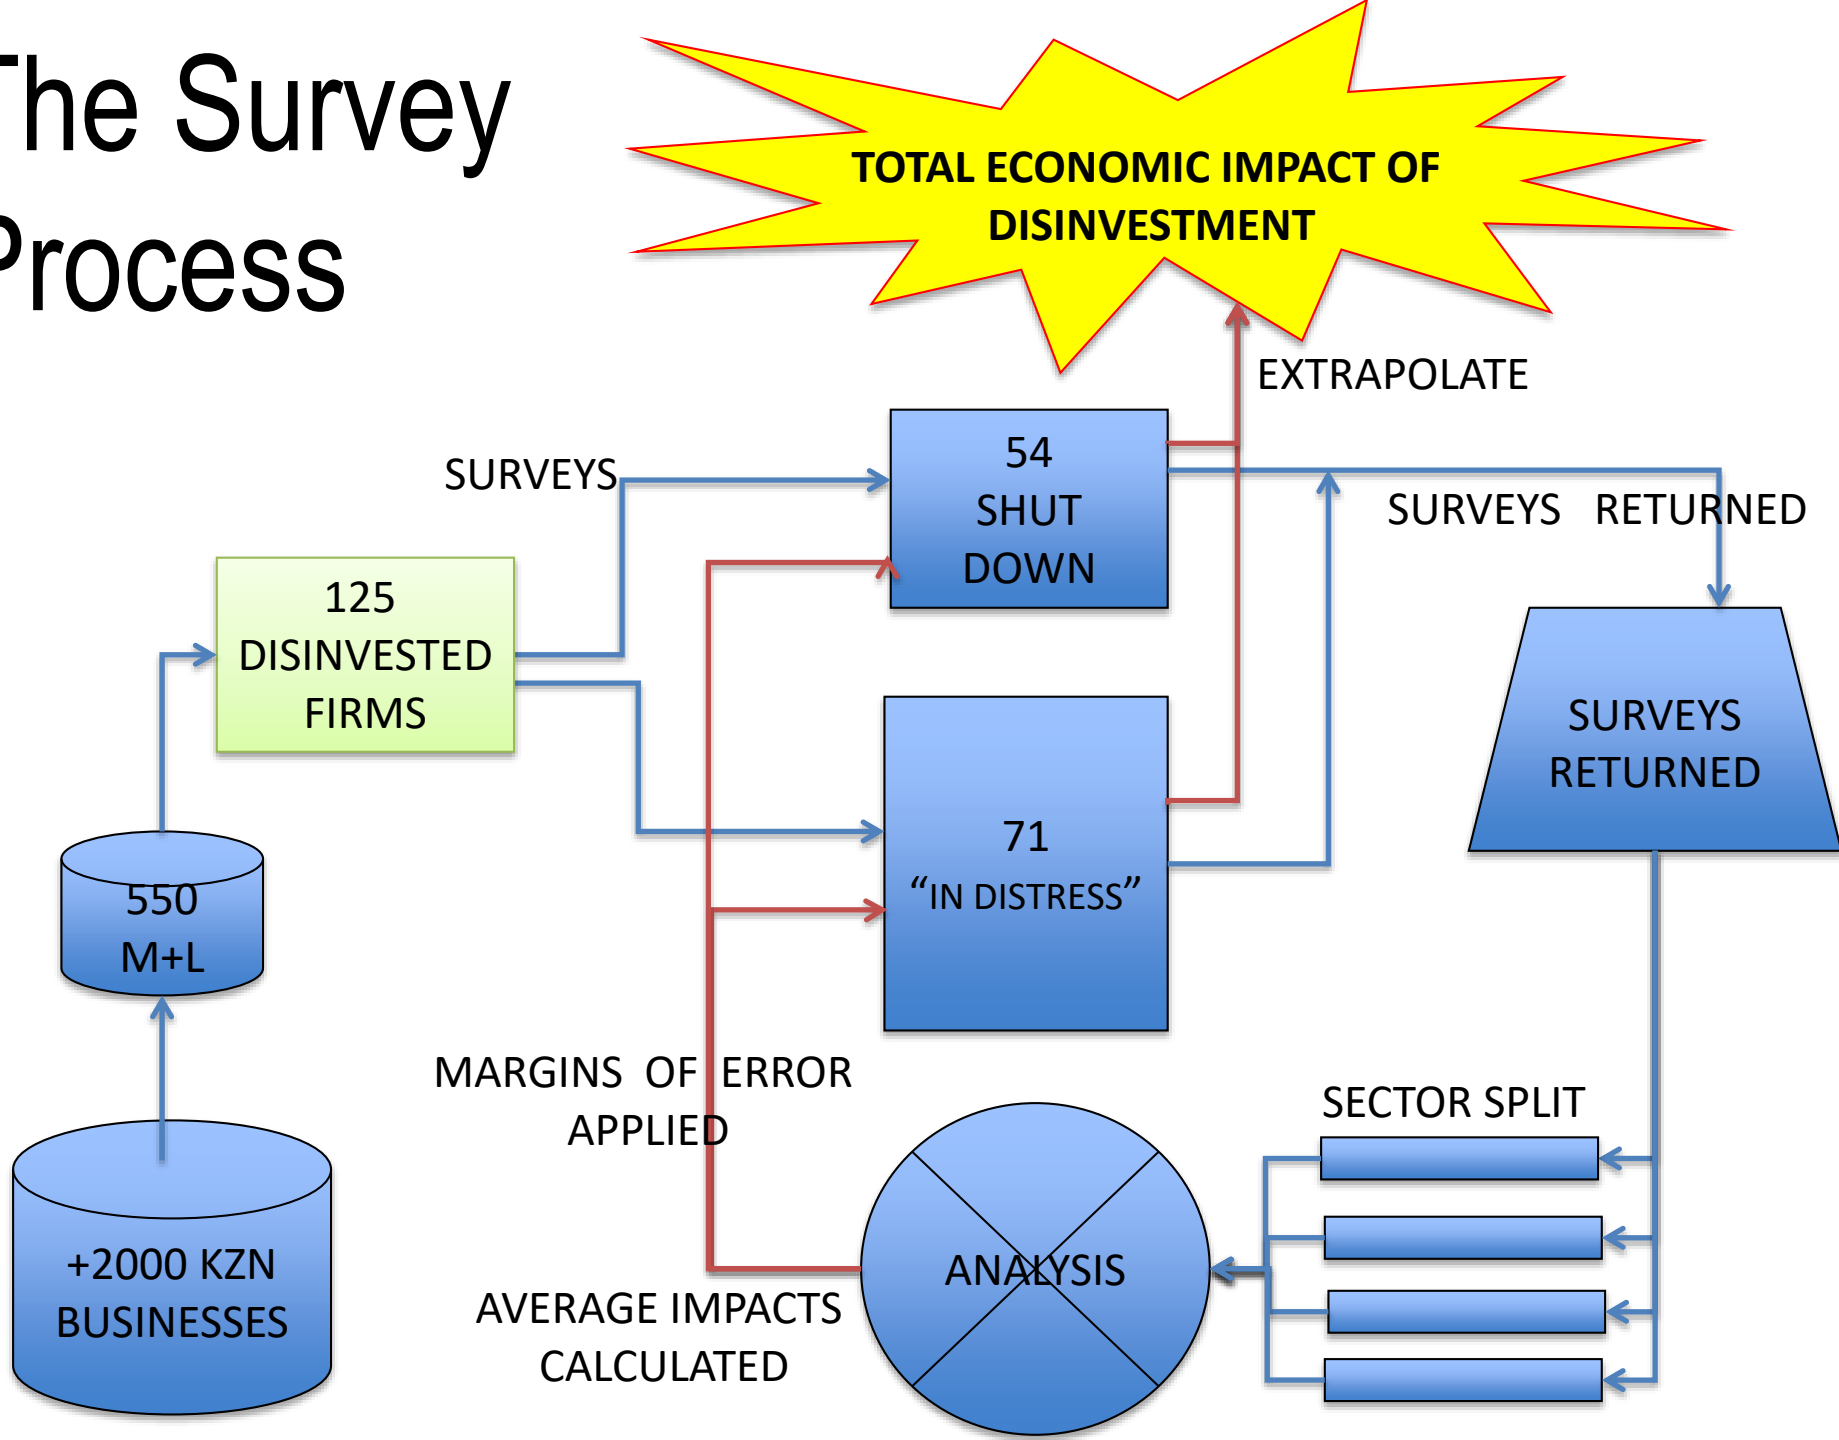 The Survey
Process
TOTAL ECONOMIC IMPACT OF
DISINVESTMENT
EXTRAPOLATE
SURVEYS
54
SHUT
DOWN
SURVEYS RETURNED
125
DISINVESTED
FIRMS
SURVEYS
RETURNED
71
“IN DISTRESS”
550
M+L
MARGINS OF ERROR
APPLIED
SECTOR SPLIT
+2000 KZN
BUSINESSES
ANALYSIS
AVERAGE IMPACTS
CALCULATED